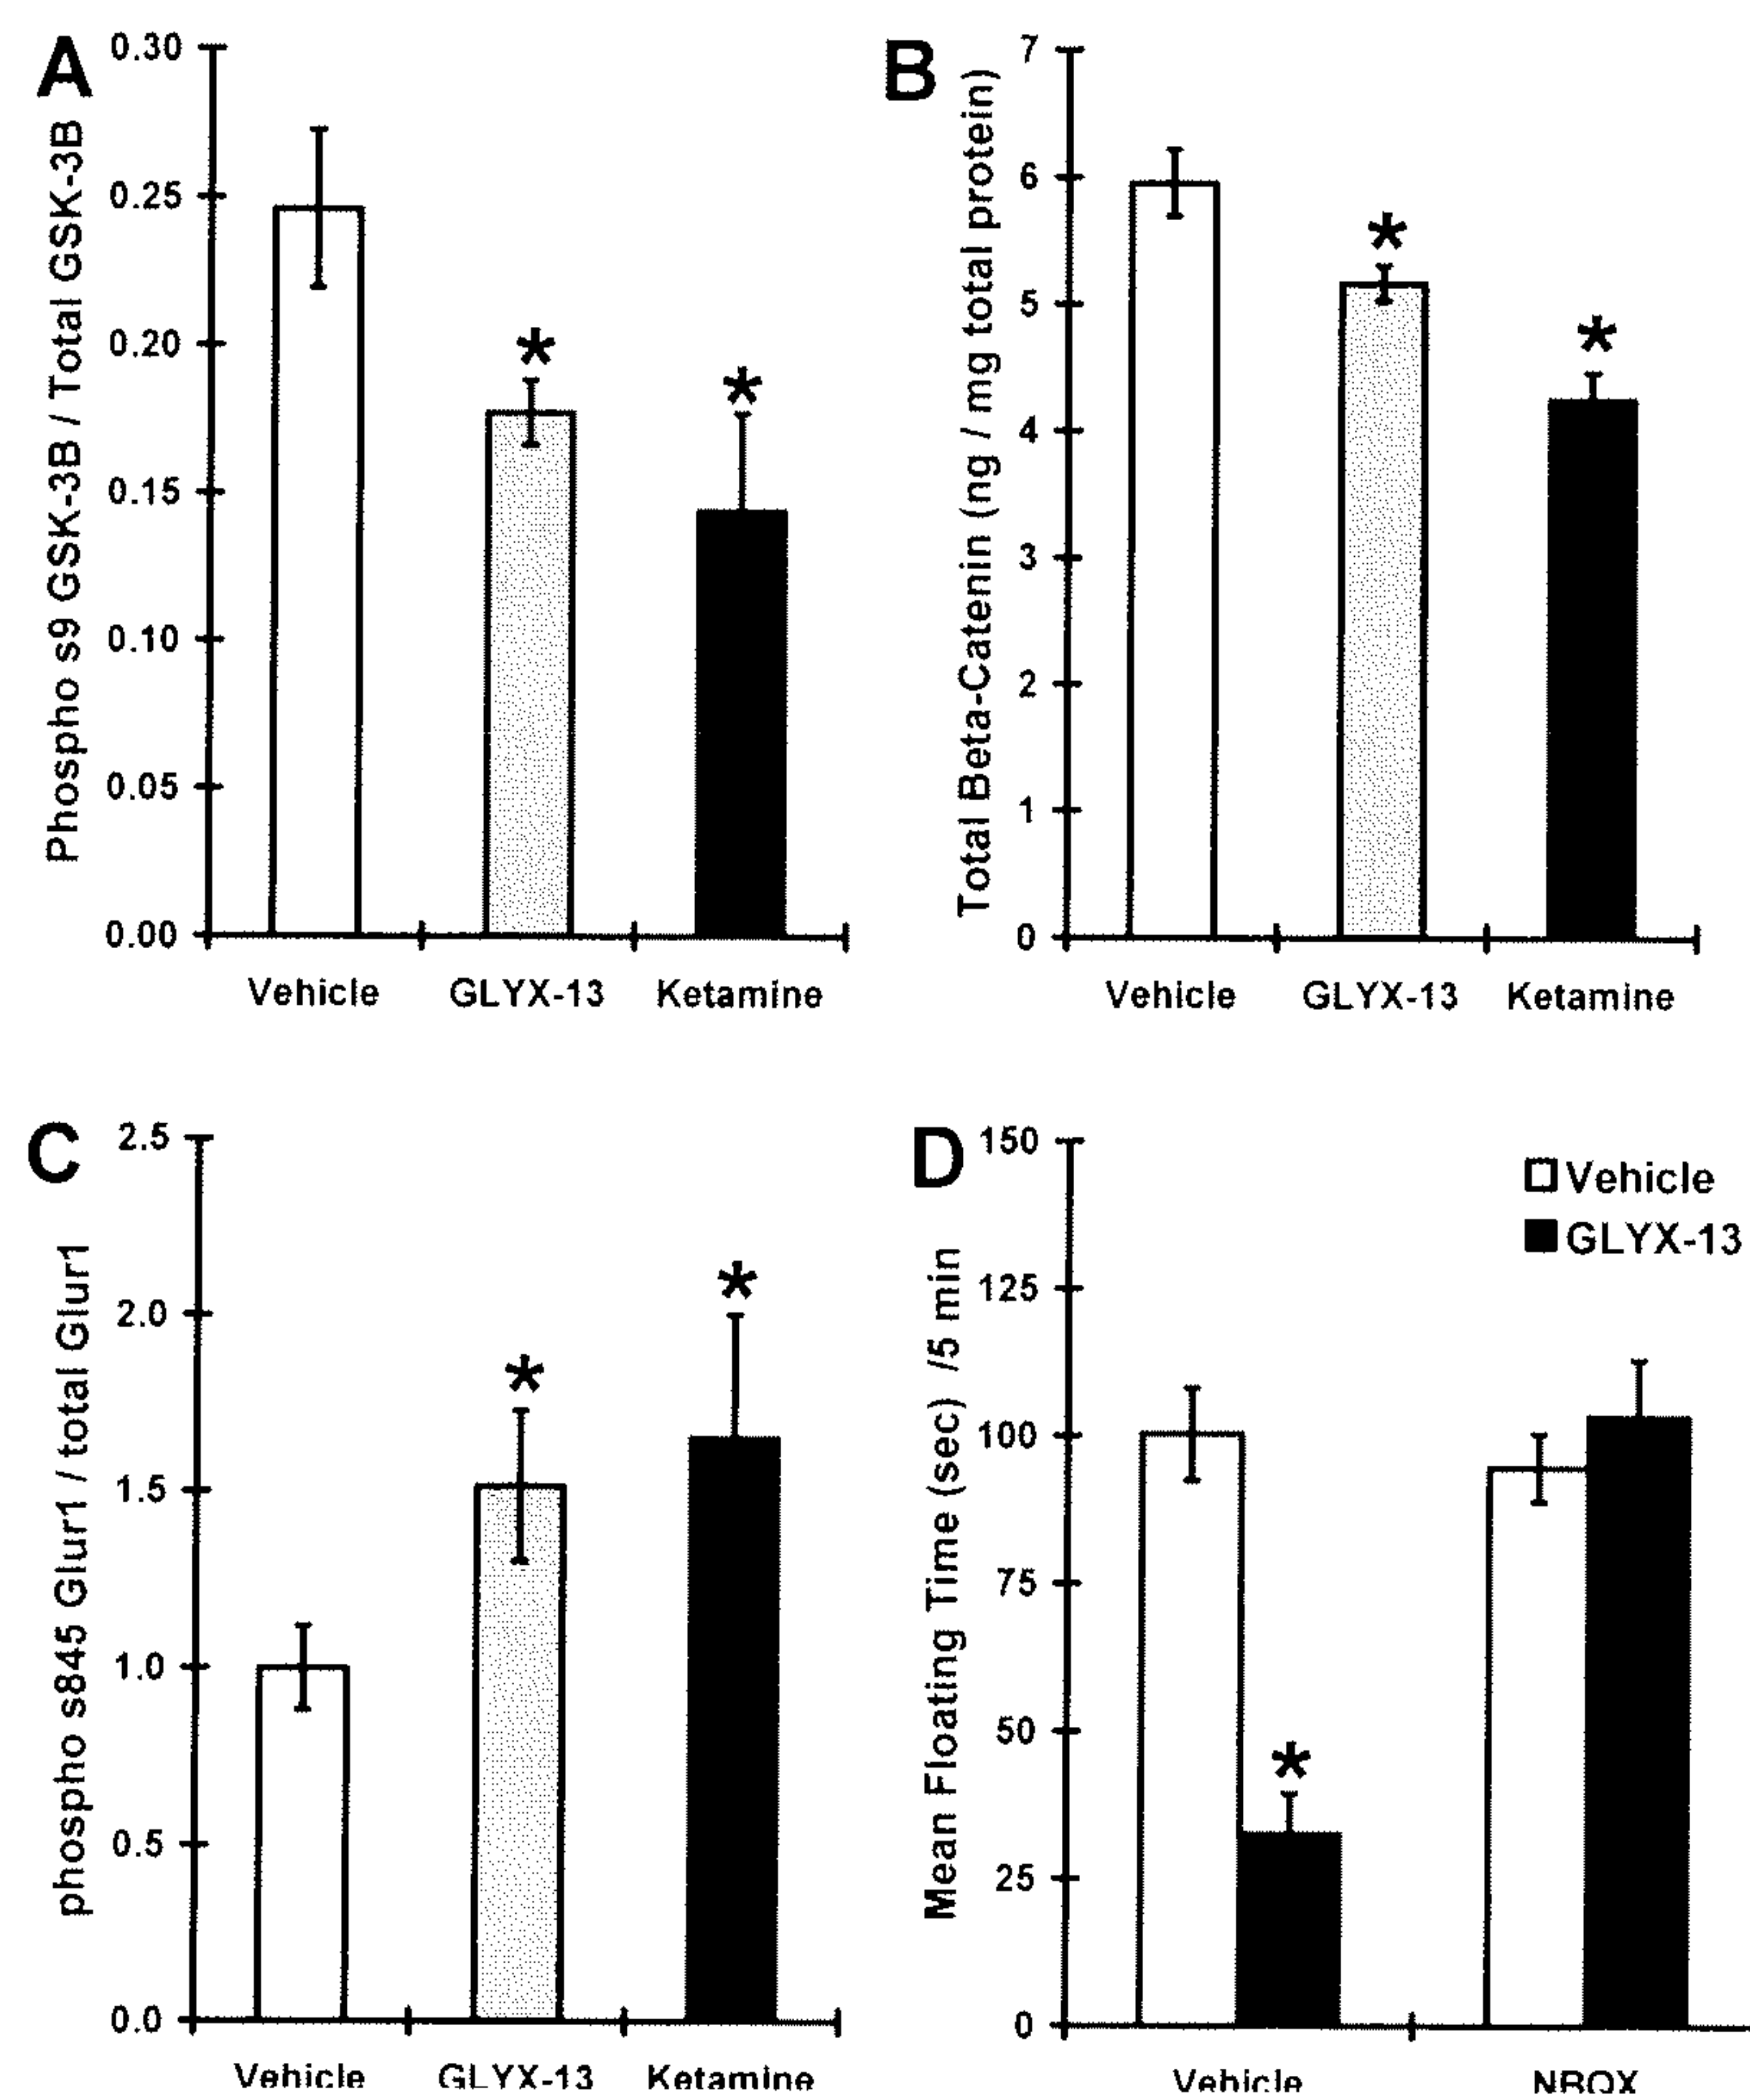 A
Phospho s9 GSK-3B / Total GSK-3B
0.30
0.25
0.20
0.15
0.10
0.05
0.00
*
*
Vehicle GLYX-13 Ketamine
B
Total Beta-Catenin (ng / mg total protein)
7
6
5
4
3
2
1
0
*
*
Vehicle GLYX-13 Ketamine
C
phospho s845 Glur1 / total Glur1
2.5
2.0
1.5
1.0
0.5
0.0
*
*
Vehicle GLYX-13 Ketamine
D
Mean Floating Time (sec) /5 min
150
125
100
75
50
25
0
Vehicle
GLYX-13
*
Vehicle NBQX